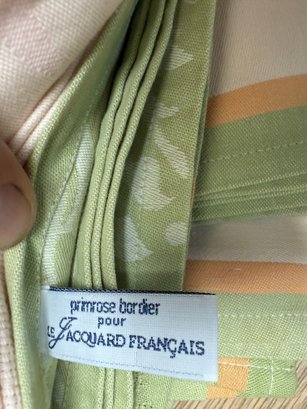 primrose bordier
pour
LE JACQUARD FRANÇAIS